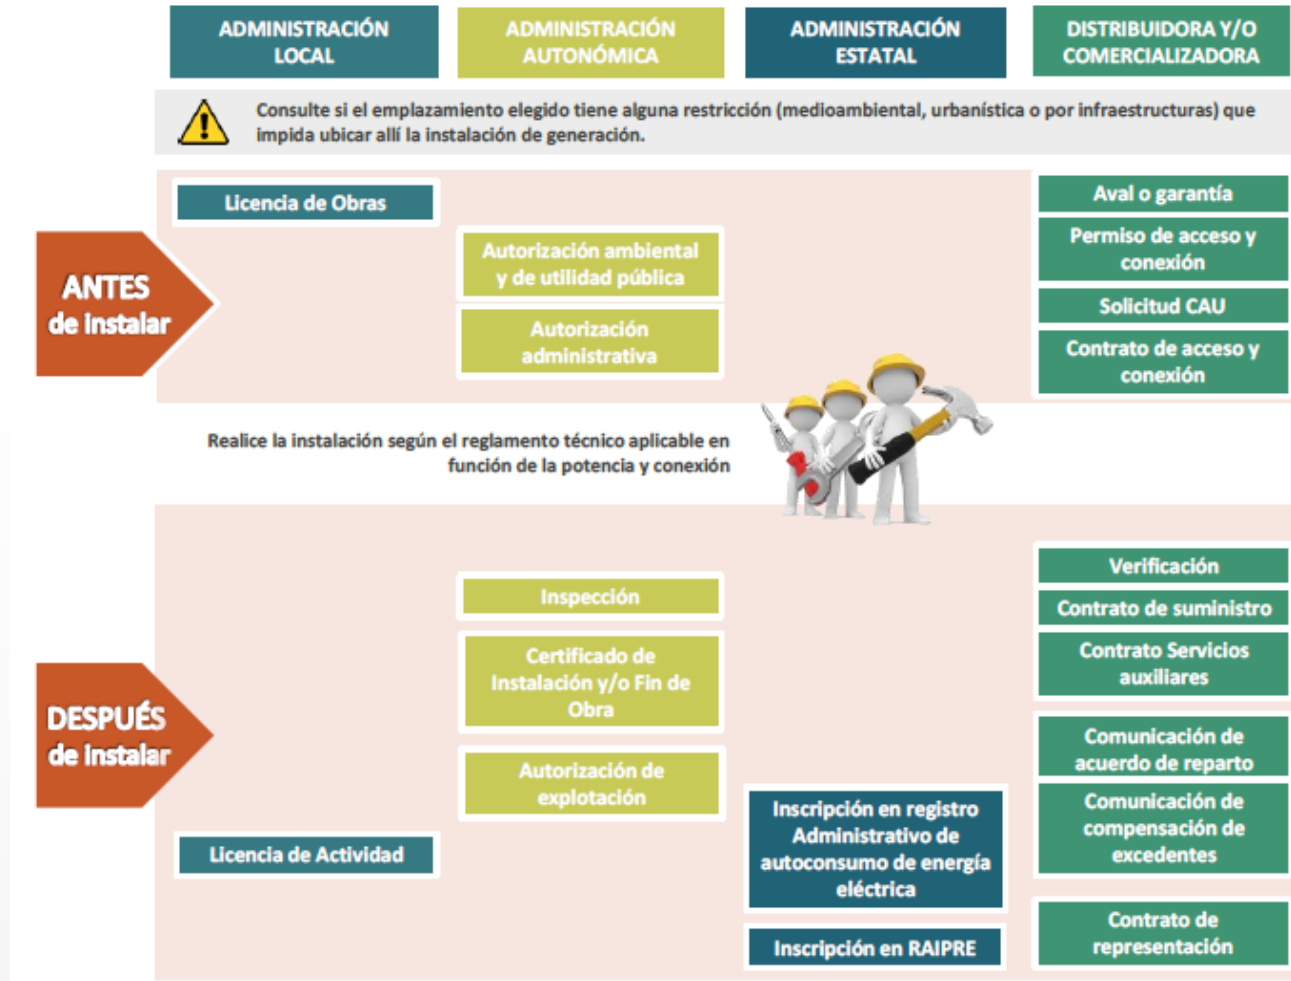 ADMINISTRACIÓN
LOCAL
ADMINISTRACIÓN
AUTONÓMICA
ADMINISTRACIÓN
ESTATAL
DISTRIBUIDORA Y/O
COMERCIALIZADORA
Consulte si el emplazamiento elegido tiene alguna restricción (medioambiental, urbanística o por infraestructuras) que
impida ubicar allí la instalación de generación.
ANTES
de instalar
Licencia de Obras
Autorización ambiental
y de utilidad pública
Autorización
administrativa
Aval o garantía
Permiso de acceso y
conexión
Solicitud CAU
Contrato de acceso y
conexión
Realice la instalación según el reglamento técnico aplicable en
función de la potencia y conexión
DESPUÉS
de instalar
Licencia de Actividad
Inspección
Certificado de
Instalación y/o Fin de
Obra
Autorización de
explotación
Inscripción en registro
Administrativo de
autoconsumo de energía
eléctrica
Inscripción en RAIPRE
Verificación
Contrato de suministro
Contrato Servicios
auxiliares
Comunicación de
acuerdo de reparto
Comunicación de
compensación de
excedentes
Contrato de
representación